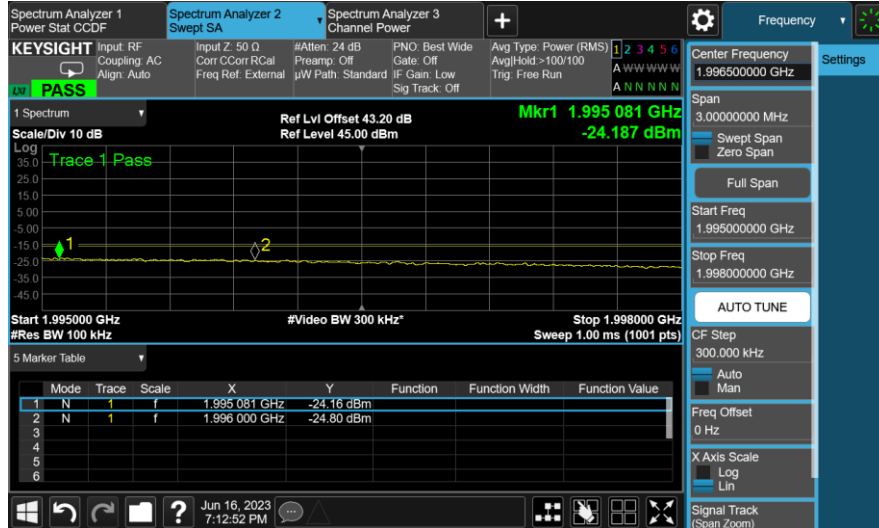 Spectrum Analyzer 1
Power Stat CCDF
Spectrum Analyzer 2
Swept SA
Spectrum Analyzer 3
Channel Power
+
Frequency
KEYSIGHT
Input: RF
Coupling: AC
Align: Auto
Input Z: 50 Ω
Corr CCorr RCal
Freq Ref: External
#Atten: 24 dB
Preamp: Off
µW Path: Standard
PNO: Best Wide
Gate: Off
IF Gain: Low
Sig Track: Off
Avg Type: Power (RMS)
Avg|Hold:>100/100
Trig: Free Run
1 2 3 4 5 6
A W W W W W
A N N N N N
LXI
PASS
1 Spectrum
Scale/Div 10 dB
Ref Lvl Offset 43.20 dB
Ref Level 45.00 dBm
Mkr1 1.995 081 GHz
-24.187 dBm
Log
Trace 1 Pass
35.0
25.0
15.0
5.00
-5.00
-15.0
-25.0
-35.0
-45.0
1
2
Start 1.995000 GHz
#Res BW 100 kHz
#Video BW 300 kHz*
Stop 1.998000 GHz
Sweep 1.00 ms (1001 pts)
5 Marker Table
Mode Trace Scale X Y Function Function Width Function Value
1 N 1 f 1.995 081 GHz -24.16 dBm
2 N 1 f 1.996 000 GHz -24.80 dBm
3
4
5
6
Jun 16, 2023
7:12:52 PM
?
Center Frequency
1.996500000 GHz
Settings
Span
3.00000000 MHz
Swept Span
Zero Span
Full Span
Start Freq
1.995000000 GHz
Stop Freq
1.998000000 GHz
AUTO TUNE
CF Step
300.000 kHz
Auto
Man
Freq Offset
0 Hz
X Axis Scale
Log
Lin
Signal Track
(Span Zoom)